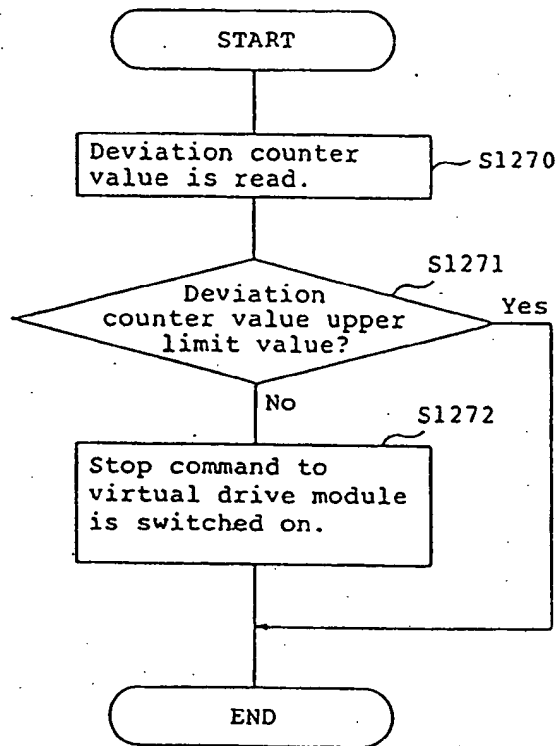 START
Deviation counter
value is read.
S1270
S1271
Deviation
counter value upper
limit value?
Yes
No
S1272
Stop command to
virtual drive module
is switched on.
END